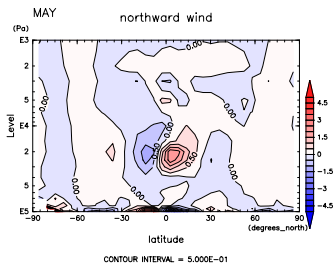 MAY
northward wind
(Pa)
E3
2
5
E4
2
5
E5
Level
0.00
0.00
0.00
0.00
0.00
0.00
0.50
−90 −60 −30 0 30 60 90
(degrees_north)
latitude
4.5
3
1.5
0
−1.5
−3
−4.5
CONTOUR INTERVAL = 5.000E−01